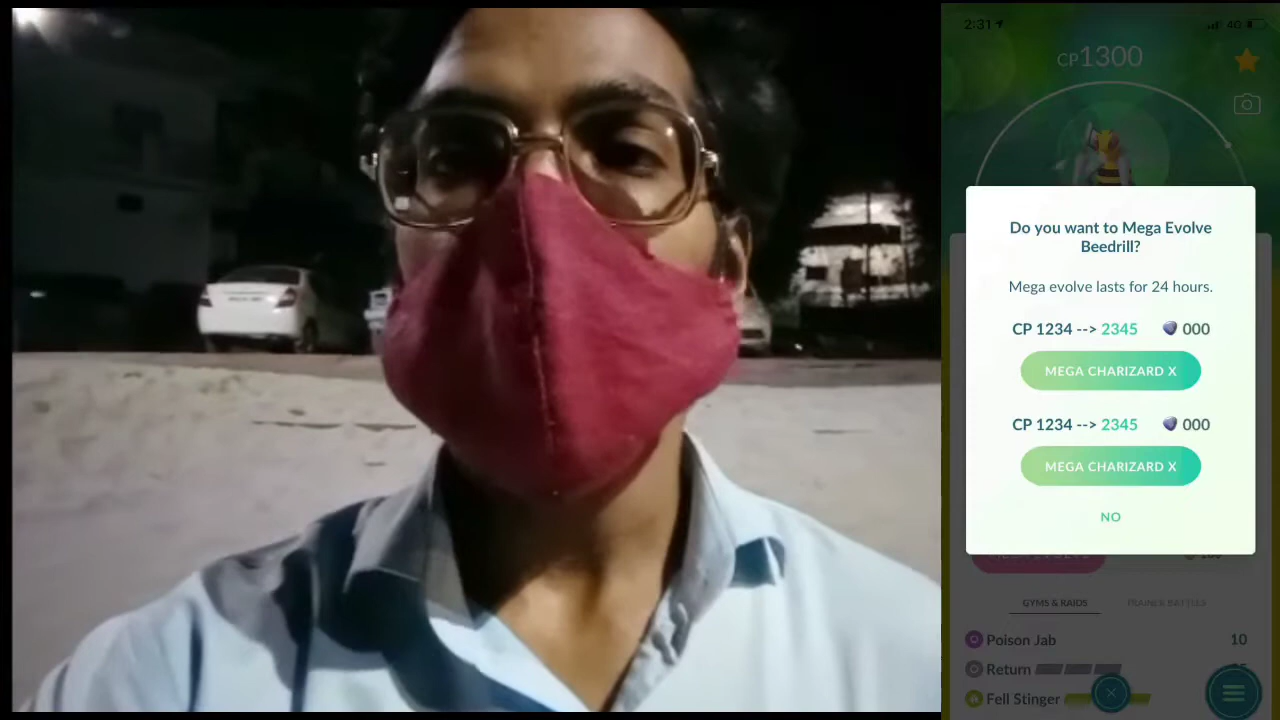 2:31
4G
CP1300
Do you want to Mega Evolve
Beedrill?
Mega evolve lasts for 24 hours.
CP 1234 --> 2345 000
MEGA CHARIZARD X
CP 1234 --> 2345 000
MEGA CHARIZARD X
NO
GYMS & RAIDS TRAINER BATTLES
Poison Jab 10
Return
Fell Stinger